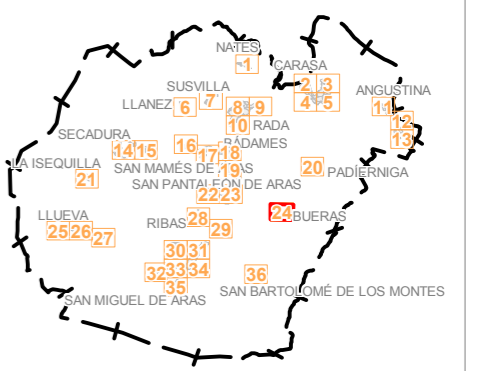 NATES
1
CARASA
2 3
SUSVILLA
ANGUSTINA
7
4 5
LLANEZ 6
8 9
11
10 RADA
12
SECADURA
13
RÁDAMES
14 15
16
17 18
LA ISEQUILLA
SAN MAMÉS DE ARAS
19
20 PADÍERNIGA
21
SAN PANTALEÓN DE ARAS
22 23
LLUEVA
RIBAS 28
24 BUERAS
25 26 27
29
30 31
32 33 34
36
35
SAN BARTOLOMÉ DE LOS MONTES
SAN MIGUEL DE ARAS